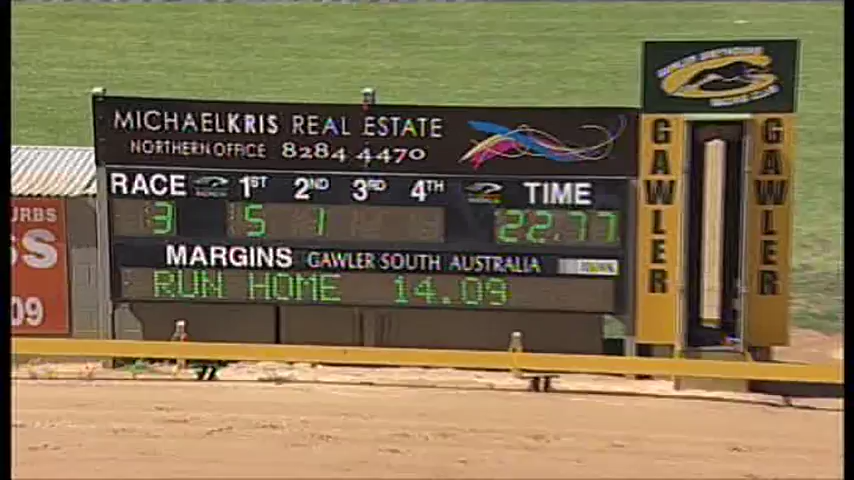 MICHAELKRIS REAL ESTATE
NORTHERN OFFICE 8284 4470
RACE 1ST 2ND 3RD 4TH TIME
3 5 1 22.77
MARGINS GAWLER SOUTH AUSTRALIA
RUN HOME 14.09
GAWLER
GAWLER
URBS
S
09